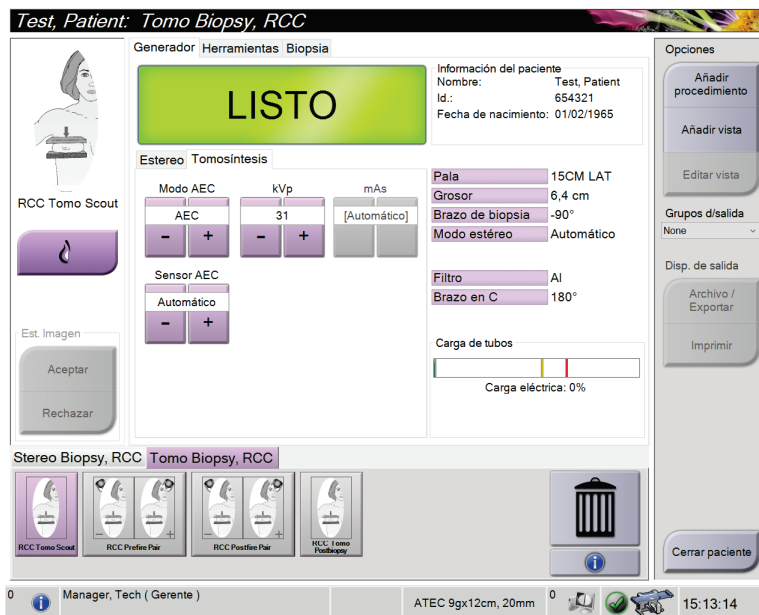 Test, Patient: Tomo Biopsy, RCC
Generador Herramientas Biopsia
LISTO
Información del paciente
Nombre: Test, Patient
Id.: 654321
Fecha de nacimiento: 01/02/1965
Opciones
Añadir
procedimiento
Añadir vista
Editar vista
Grupos d/salida
None
Disp. de salida
Archivo /
Exportar
Imprimir
Cerrar paciente
RCC Tomo Scout
Est. Imagen
Aceptar
Rechazar
Estereo Tomosíntesis
Modo AEC kVp mAs
AEC 31 [Automático]
- + - +
Sensor AEC
Automático
- +
Pala 15CM LAT
Grosor 6,4 cm
Brazo de biopsia -90°
Modo estéreo Automático
Filtro Al
Brazo en C 180°
Carga de tubos
Carga eléctrica: 0%
Stereo Biopsy, RCC Tomo Biopsy, RCC
- + - +
RCC Tomo Scout RCC Prefire Pair RCC Postfire Pair RCC Tomo
Postbiopsy
0 Manager, Tech ( Gerente ) ATEC 9gx12cm, 20mm 0 15:13:14